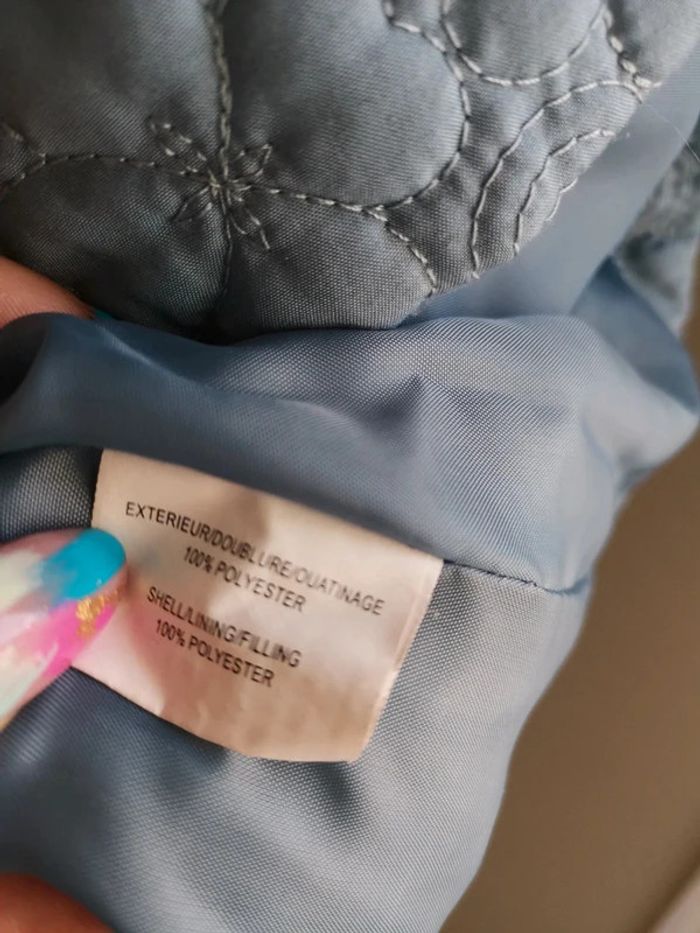 EXTERIEUR/DOUBLURE/OUATINAGE
100% POLYESTER
SHELL/LINING/FILLING
100% POLYESTER